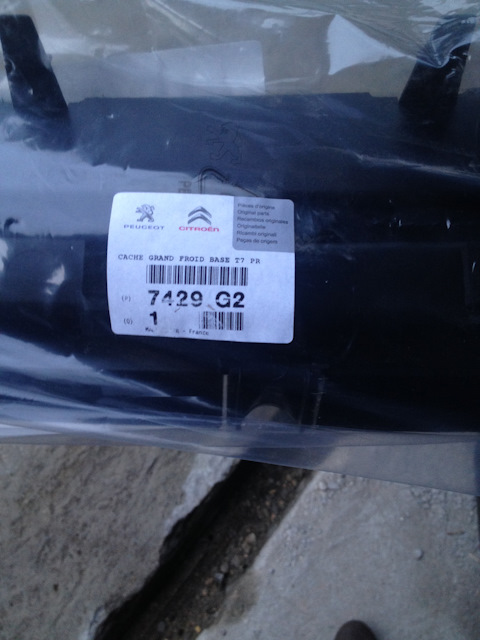 PEUGEOT
CITROËN
Pièces d'origine
Original parts
Recambios originales
Originalteile
Ricambi originali
Peças de origem
CACHE GRAND FROID BASE T7 PR
(P) 7429 G2
(Q) 1
- France